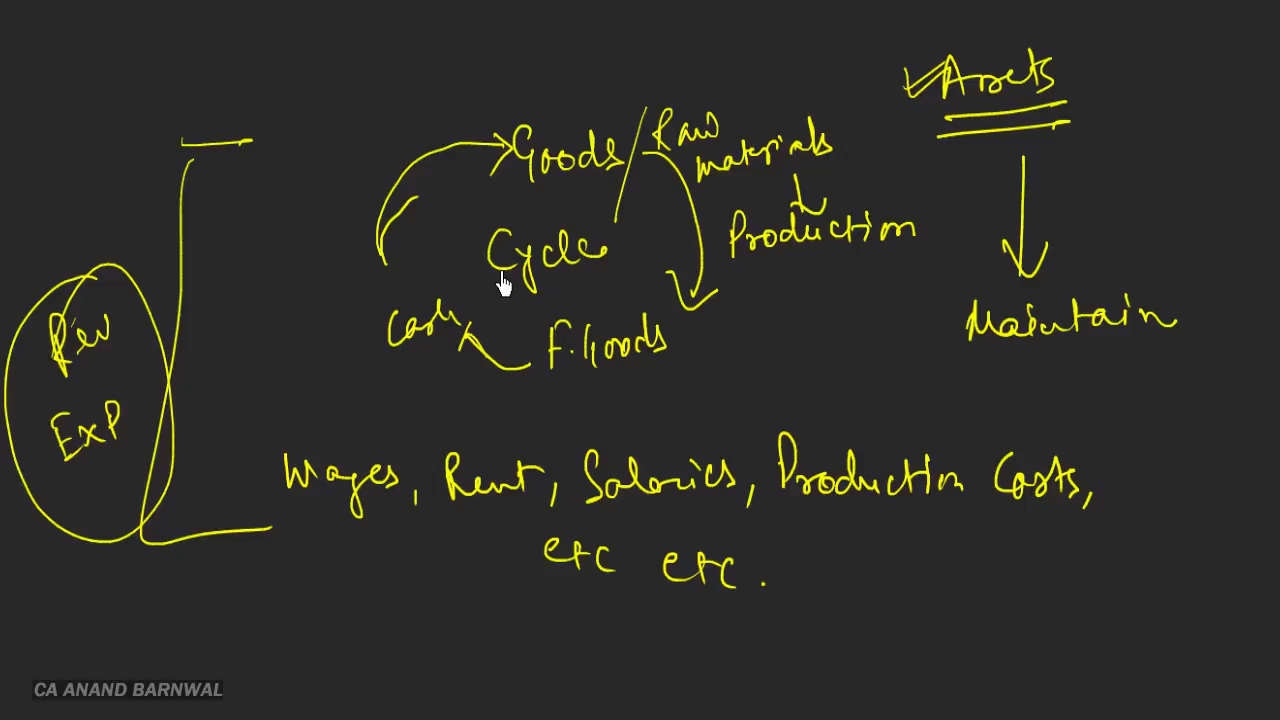 Assets
Goods / Raw materials
Production
Cycle
Cash
F. Goods
Maintain
Rev
Exp
Wages, Rent, Salaries, Production Costs,
etc etc.
CA ANAND BARNWAL